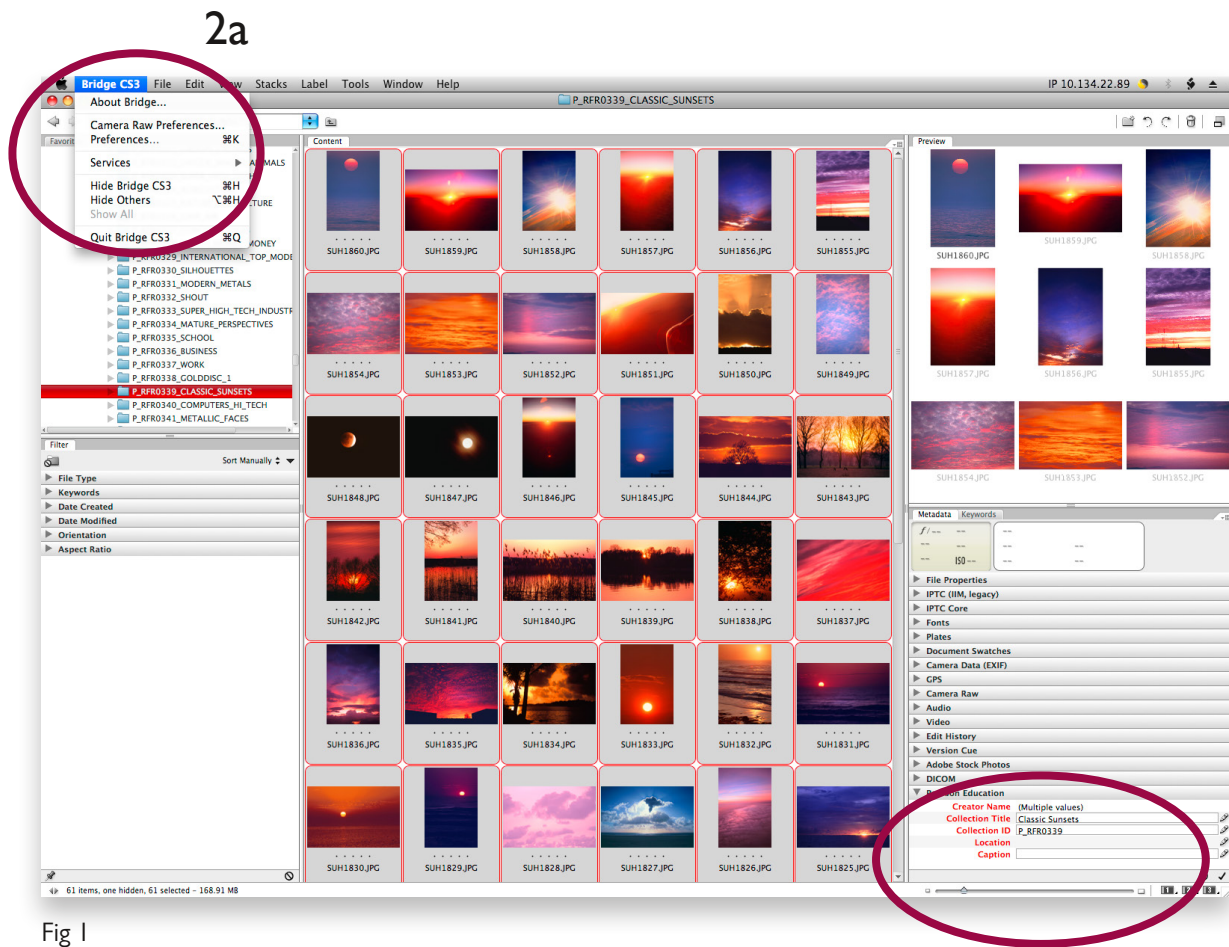 2a
Bridge CS3 File Edit View Stacks Label Tools Window Help IP 10.134.22.89
P_RFR0339_CLASSIC_SUNSETS
About Bridge...
Camera Raw Preferences...
Preferences... ⌘K
Services
Hide Bridge CS3 ⌘H
Hide Others ⌥⌘H
Show All
Quit Bridge CS3 ⌘Q
Favorit
ANIMALS
TURE
MONEY
P_RFR0329_INTERNATIONAL_TOP_MODE
P_RFR0330_SILHOUETTES
P_RFR0331_MODERN_METALS
P_RFR0332_SHOUT
P_RFR0333_SUPER_HIGH_TECH_INDUSTR
P_RFR0334_MATURE_PERSPECTIVES
P_RFR0335_SCHOOL
P_RFR0336_BUSINESS
P_RFR0337_WORK
P_RFR0338_GOLDDISC_1
P_RFR0339_CLASSIC_SUNSETS
P_RFR0340_COMPUTERS_HI_TECH
P_RFR0341_METALLIC_FACES
Filter
Sort Manually
File Type
Keywords
Date Created
Date Modified
Orientation
Aspect Ratio
Content
SUH1860.JPG SUH1859.JPG SUH1858.JPG SUH1857.JPG SUH1856.JPG SUH1855.JPG
SUH1854.JPG SUH1853.JPG SUH1852.JPG SUH1851.JPG SUH1850.JPG SUH1849.JPG
SUH1848.JPG SUH1847.JPG SUH1846.JPG SUH1845.JPG SUH1844.JPG SUH1843.JPG
SUH1842.JPG SUH1841.JPG SUH1840.JPG SUH1839.JPG SUH1838.JPG SUH1837.JPG
SUH1836.JPG SUH1835.JPG SUH1834.JPG SUH1833.JPG SUH1832.JPG SUH1831.JPG
SUH1830.JPG SUH1829.JPG SUH1828.JPG SUH1827.JPG SUH1826.JPG SUH1825.JPG
Preview
SUH1860.JPG SUH1859.JPG SUH1858.JPG
SUH1857.JPG SUH1856.JPG SUH1855.JPG
SUH1854.JPG SUH1853.JPG SUH1852.JPG
Metadata Keywords
f/-- -- --
-- -- -- --
-- ISO -- -- --
File Properties
IPTC (IIM, legacy)
IPTC Core
Fonts
Plates
Document Swatches
Camera Data (EXIF)
GPS
Camera Raw
Audio
Video
Edit History
Version Cue
Adobe Stock Photos
DICOM
Education
Creator Name (Multiple values)
Collection Title Classic Sunsets
Collection ID P_RFR0339
Location
Caption
61 items, one hidden, 61 selected - 168.91 MB
1 2 3
Fig 1